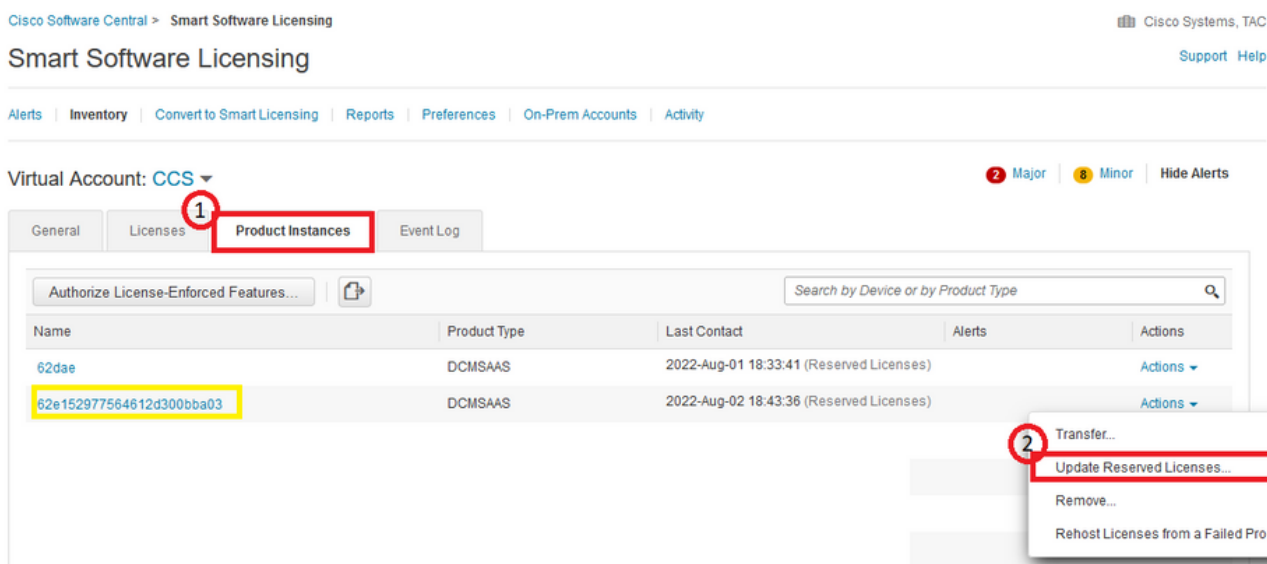 Cisco Software Central > Smart Software Licensing
Cisco Systems, TAC
Smart Software Licensing
Support Help
Alerts Inventory Convert to Smart Licensing Reports Preferences On-Prem Accounts Activity
Virtual Account: CCS
2 Major 8 Minor Hide Alerts
1
General Licenses Product Instances Event Log
Authorize License-Enforced Features...
Search by Device or by Product Type
Name Product Type Last Contact Alerts Actions
62dae DCMSAAS 2022-Aug-01 18:33:41 (Reserved Licenses) Actions
62e152977564612d300bba03 DCMSAAS 2022-Aug-02 18:43:36 (Reserved Licenses) Actions
Transfer...
2
Update Reserved Licenses...
Remove...
Rehost Licenses from a Failed Pro